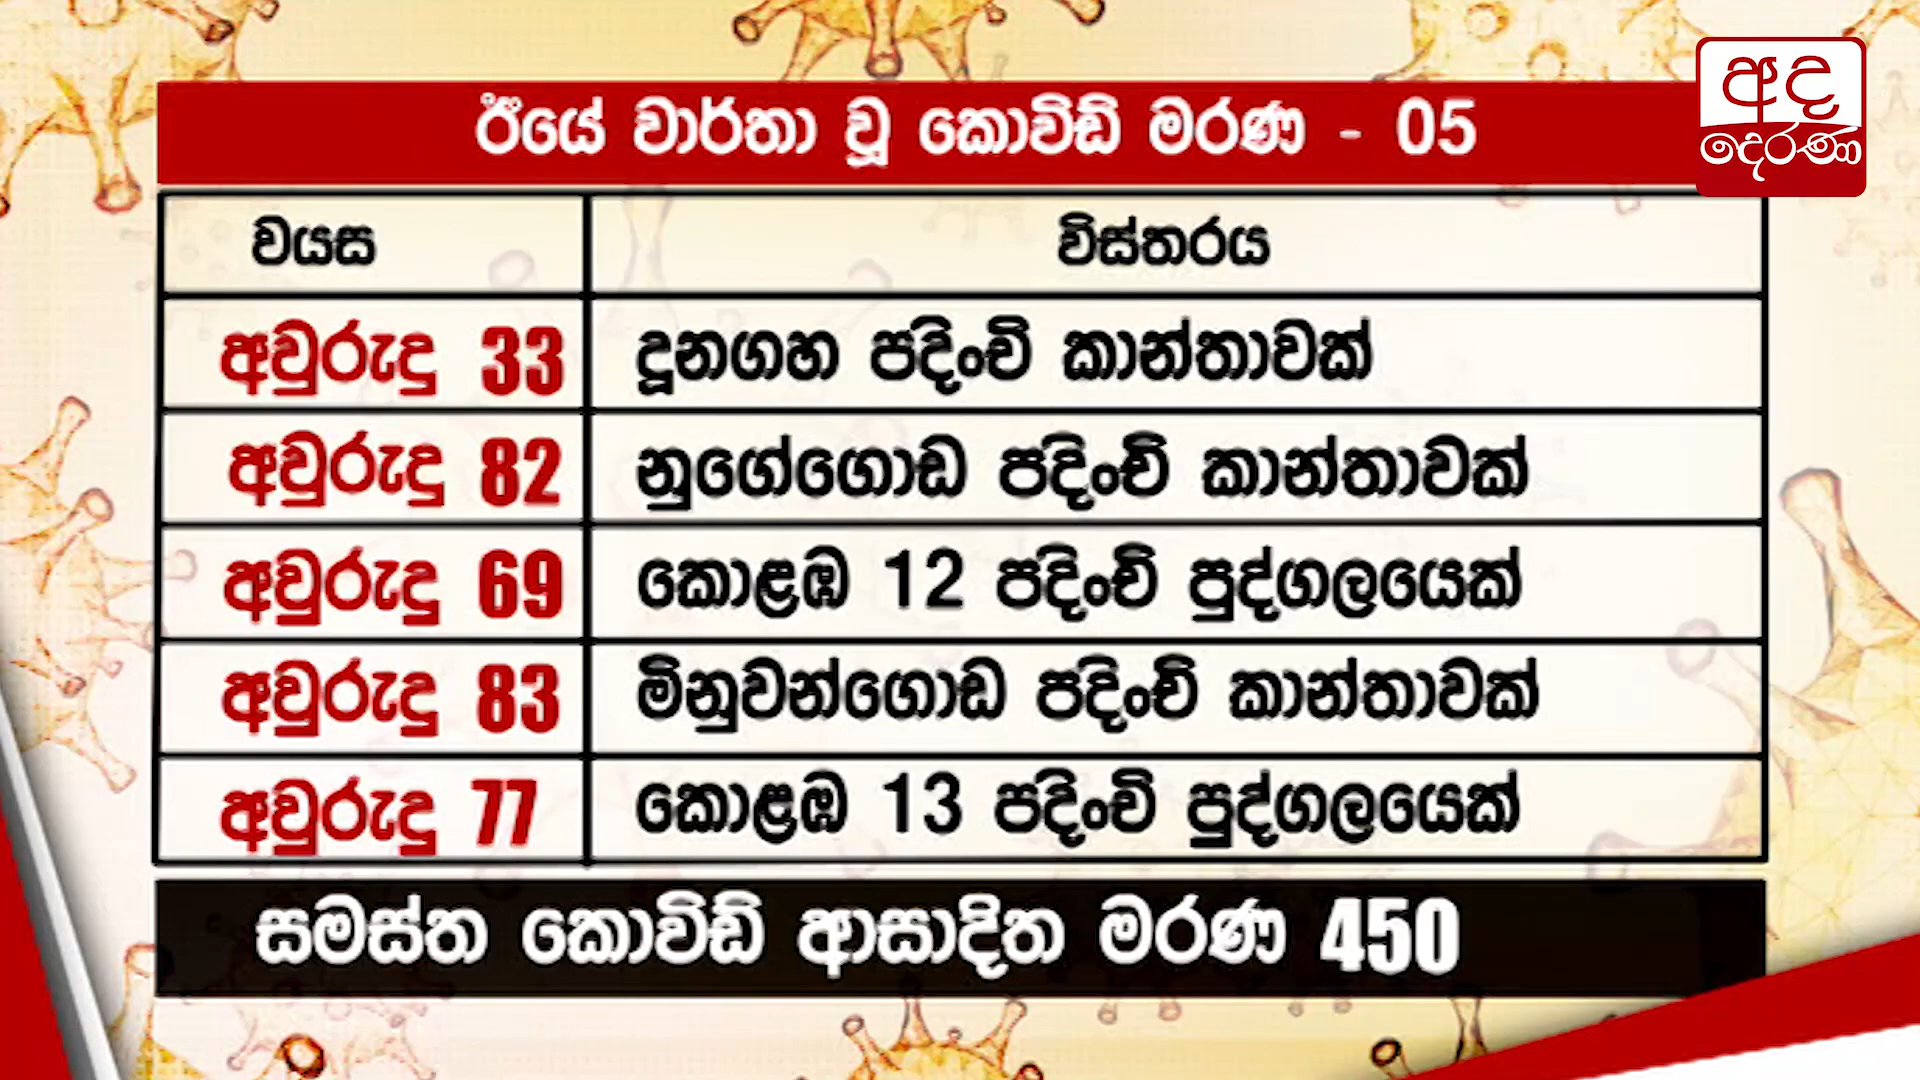 අද
දෙරණ
ඊයේ වාර්තා වූ කොවිඩ් මරණ - 05
වයස විස්තරය
අවුරුදු 33 දූනගහ පදිංචි කාන්තාවක්
අවුරුදු 82 නුගේගොඩ පදිංචි කාන්තාවක්
අවුරුදු 69 කොළඹ 12 පදිංචි පුද්ගලයෙක්
අවුරුදු 83 මිනුවන්ගොඩ පදිංචි කාන්තාවක්
අවුරුදු 77 කොළඹ 13 පදිංචි පුද්ගලයෙක්
සමස්ත කොවිඩ් ආසාදිත මරණ 450